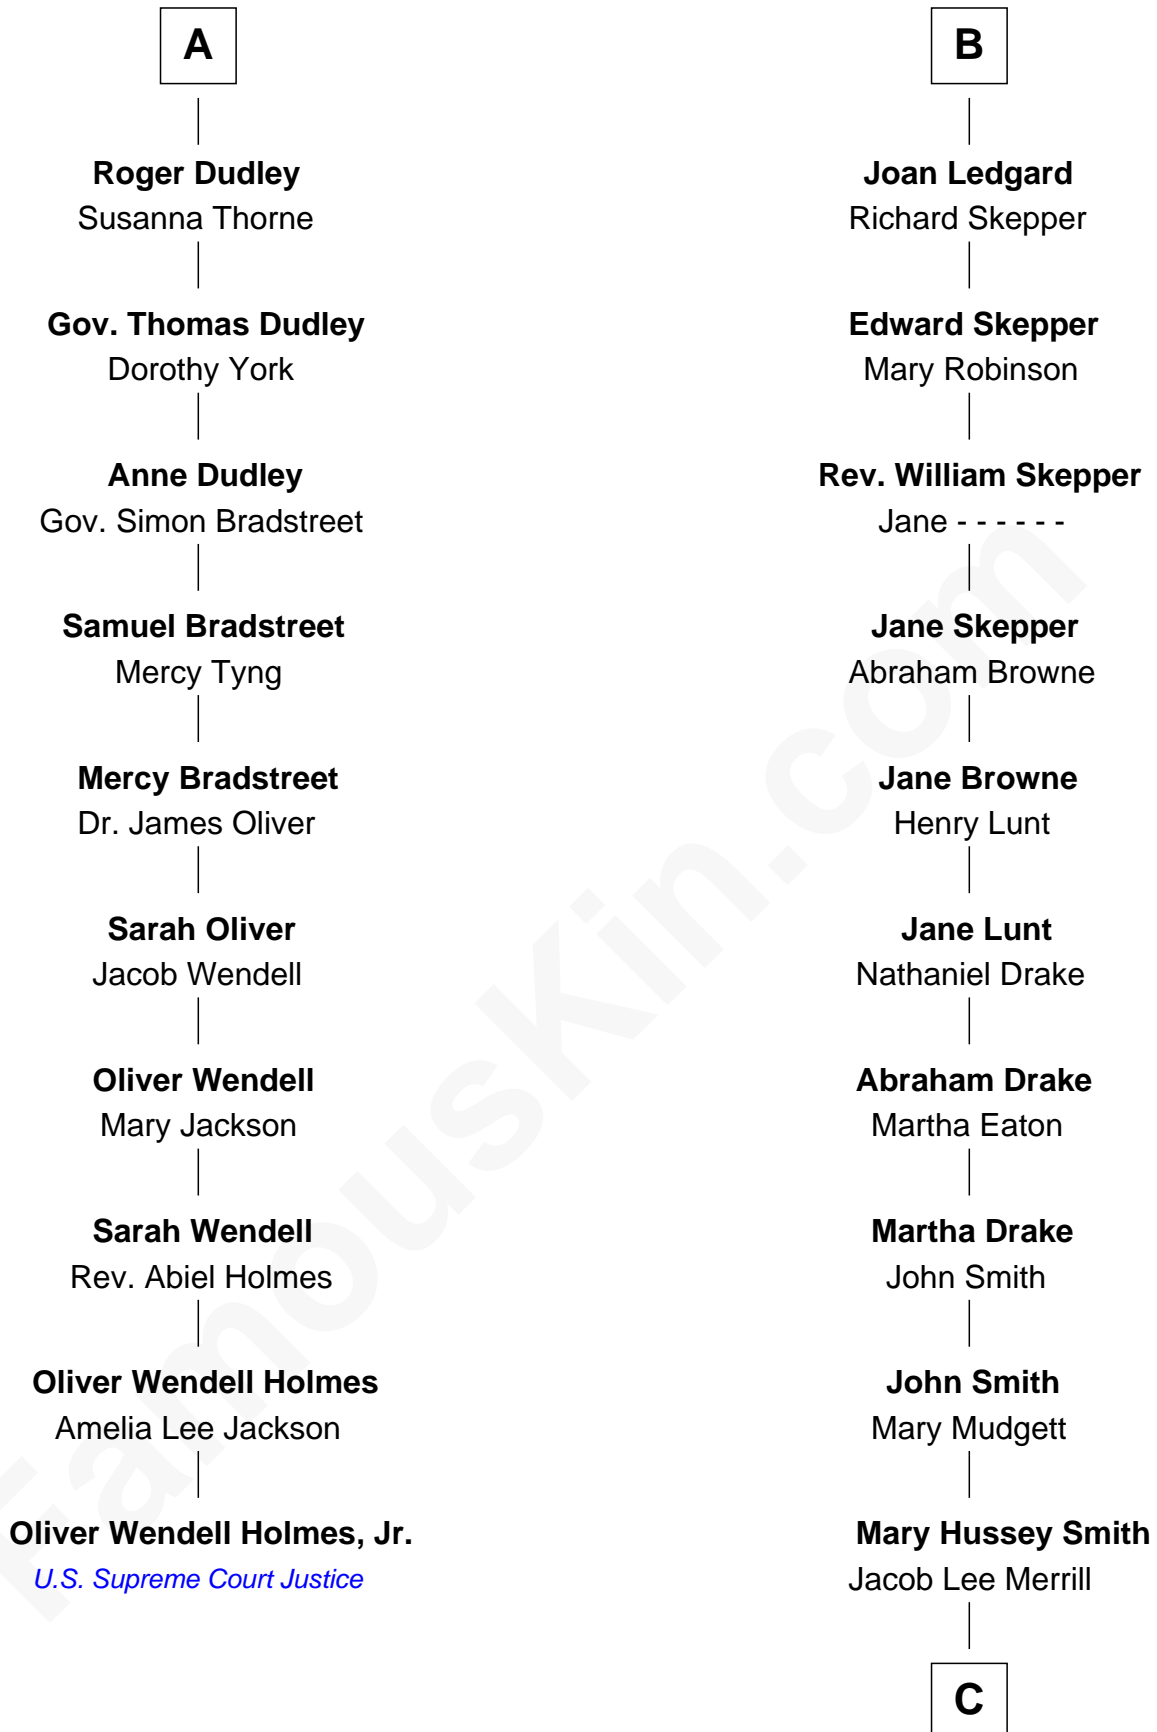 A
Roger Dudley
Susanna Thorne
Gov. Thomas Dudley
Dorothy York
Anne Dudley
Gov. Simon Bradstreet
Samuel Bradstreet
Mercy Tyng
Mercy Bradstreet
Dr. James Oliver
Sarah Oliver
Jacob Wendell
Oliver Wendell
Mary Jackson
Sarah Wendell
Rev. Abiel Holmes
Oliver Wendell Holmes
Amelia Lee Jackson
Oliver Wendell Holmes, Jr.
U.S. Supreme Court Justice
B
Joan Ledgard
Richard Skepper
Edward Skepper
Mary Robinson
Rev. William Skepper
Jane - - - - - -
Jane Skepper
Abraham Browne
Jane Browne
Henry Lunt
Jane Lunt
Nathaniel Drake
Abraham Drake
Martha Eaton
Martha Drake
John Smith
John Smith
Mary Mudgett
Mary Hussey Smith
Jacob Lee Merrill
C
FamousKin.com